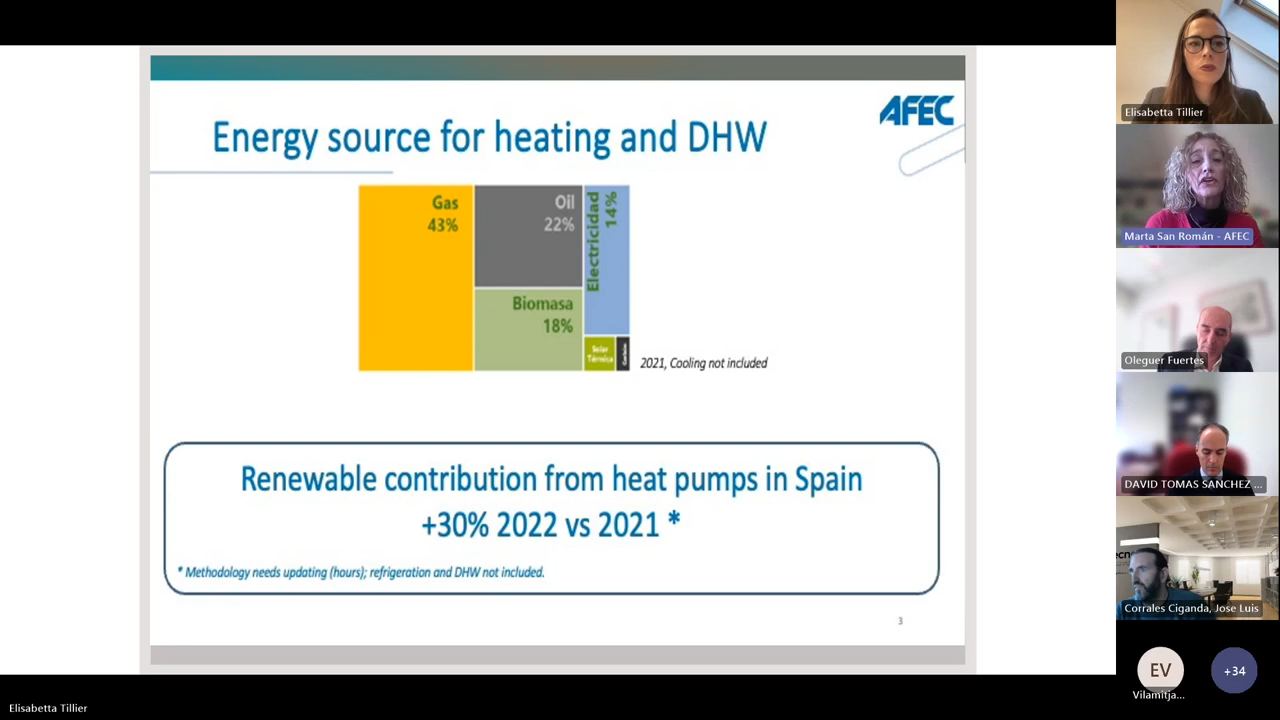 AFEC
Energy source for heating and DHW
Gas
43%
Oil
22%
Electricidad
14%
Biomasa
18%
Solar
Térmica
Carbón
2021, Cooling not included
Renewable contribution from heat pumps in Spain
+30% 2022 vs 2021 *
* Methodology needs updating (hours); refrigeration and DHW not included.
3
Elisabetta Tillier
Elisabetta Tillier
Marta San Román - AFEC
Oleguer Fuertes
DAVID TOMAS SANCHEZ ...
Corrales Ciganda, Jose Luis
EV
Vilamitja...
+34